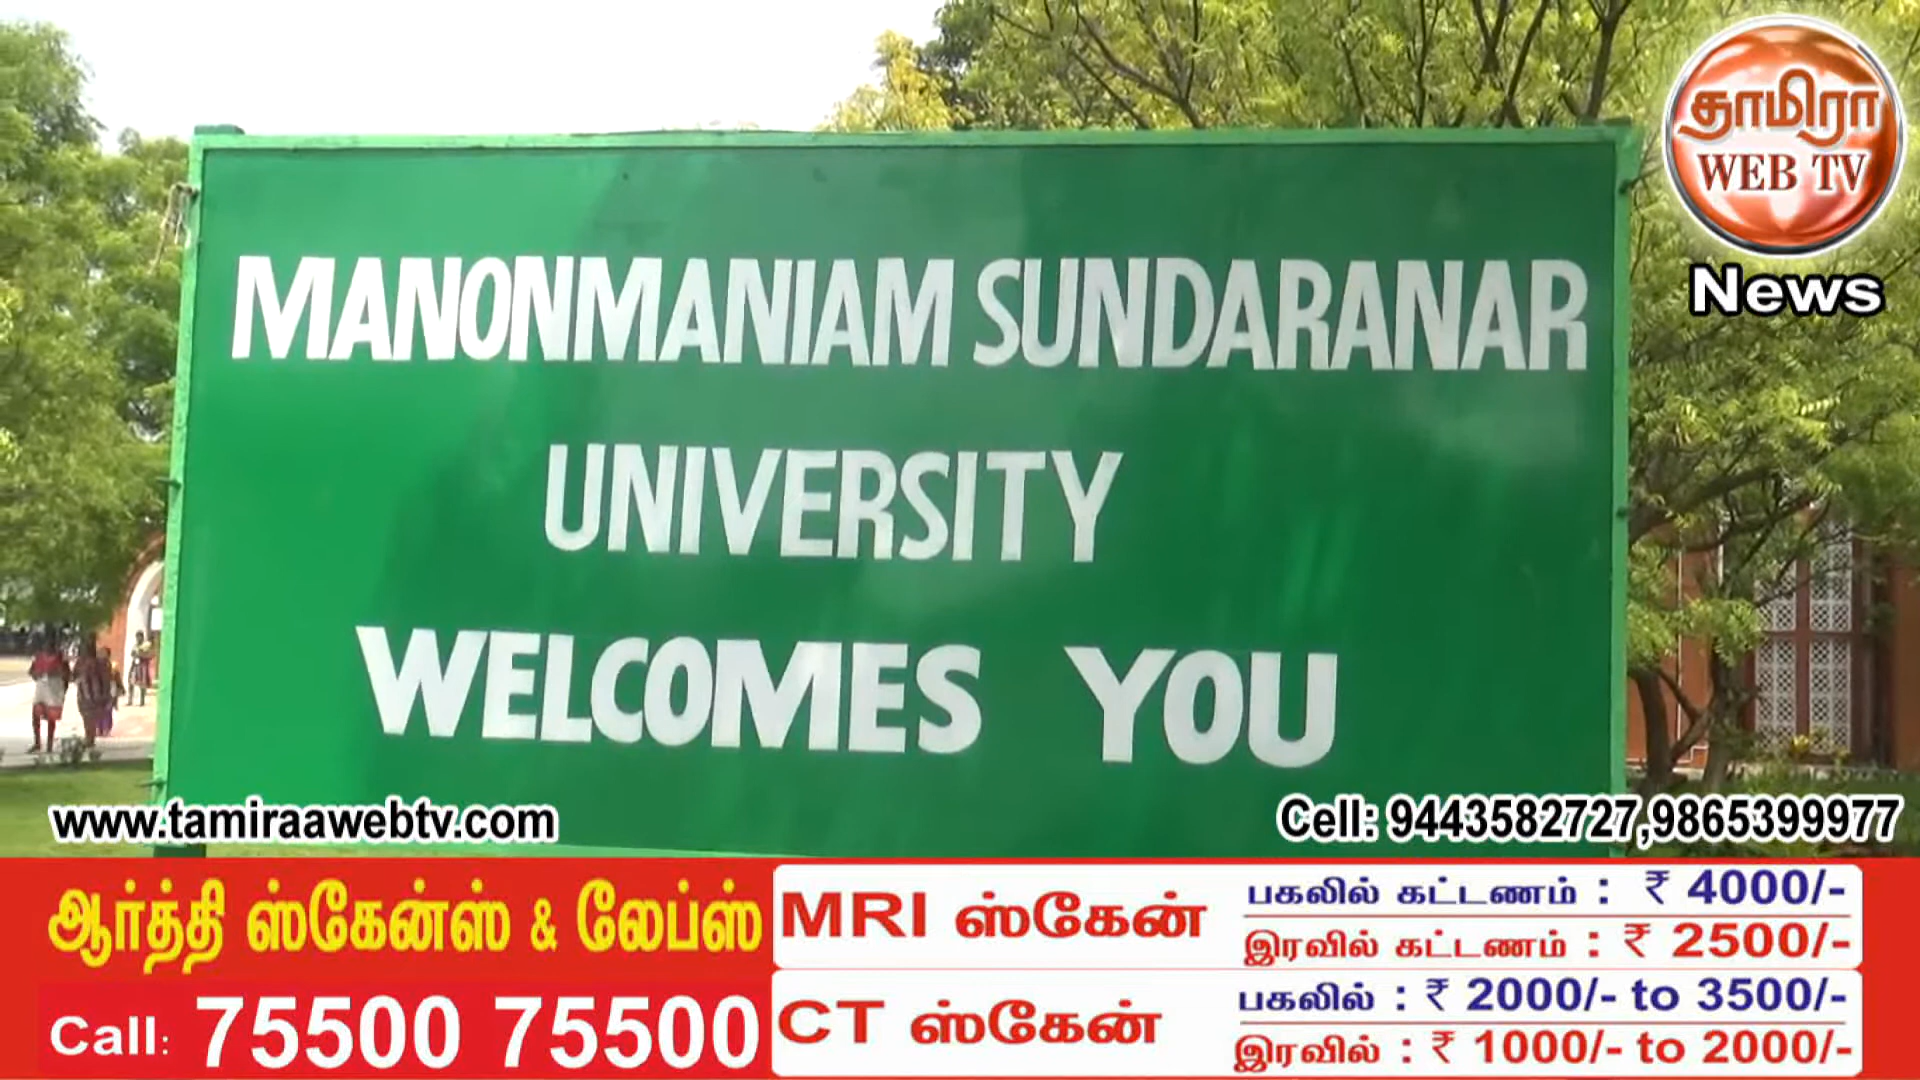 தாமிரா
WEB TV
News
MANONMANIAM SUNDARANAR
UNIVERSITY
WELCOMES YOU
www.tamiraawebtv.com
Cell: 9443582727,9865399977
ஆர்த்தி ஸ்கேன்ஸ் & லேப்ஸ்
Call: 75500 75500
MRI ஸ்கேன்
பகலில் கட்டணம் : ₹ 4000/-
இரவில் கட்டணம் : ₹ 2500/-
CT ஸ்கேன்
பகலில் : ₹ 2000/- to 3500/-
இரவில் : ₹ 1000/- to 2000/-